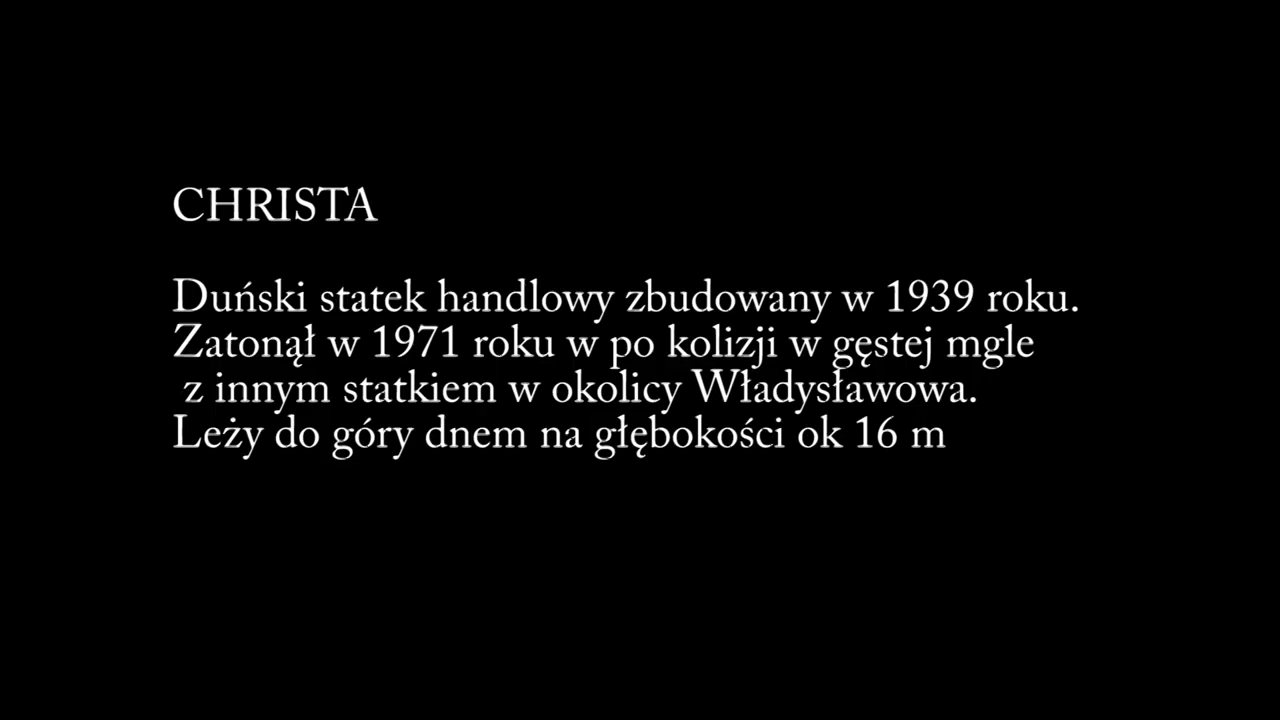 CHRISTA
Duński statek handlowy zbudowany w 1939 roku.
Zatonął w 1971 roku w po kolizji w gęstej mgle
z innym statkiem w okolicy Władysławowa.
Leży do góry dnem na głębokości ok 16 m